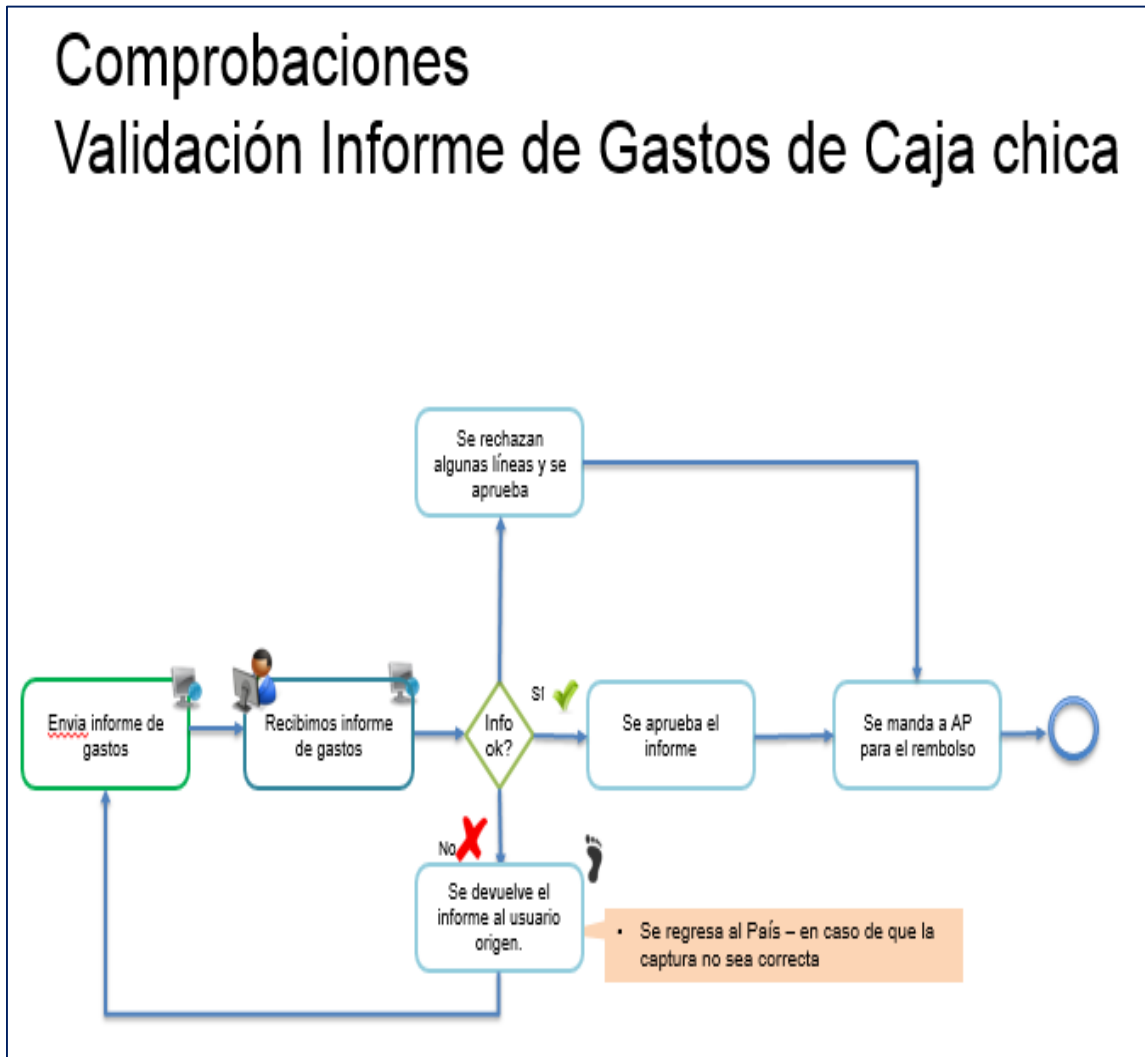 Comprobaciones
Validación Informe de Gastos de Caja chica
Se rechazan
algunas líneas y se
aprueba
Envia informe de
gastos
Recibimos informe
de gastos
Info
ok?
SI
Se aprueba el
informe
Se manda a AP
para el rembolso
No
Se devuelve el
informe al usuario
origen.
• Se regresa al País – en caso de que la
captura no sea correcta